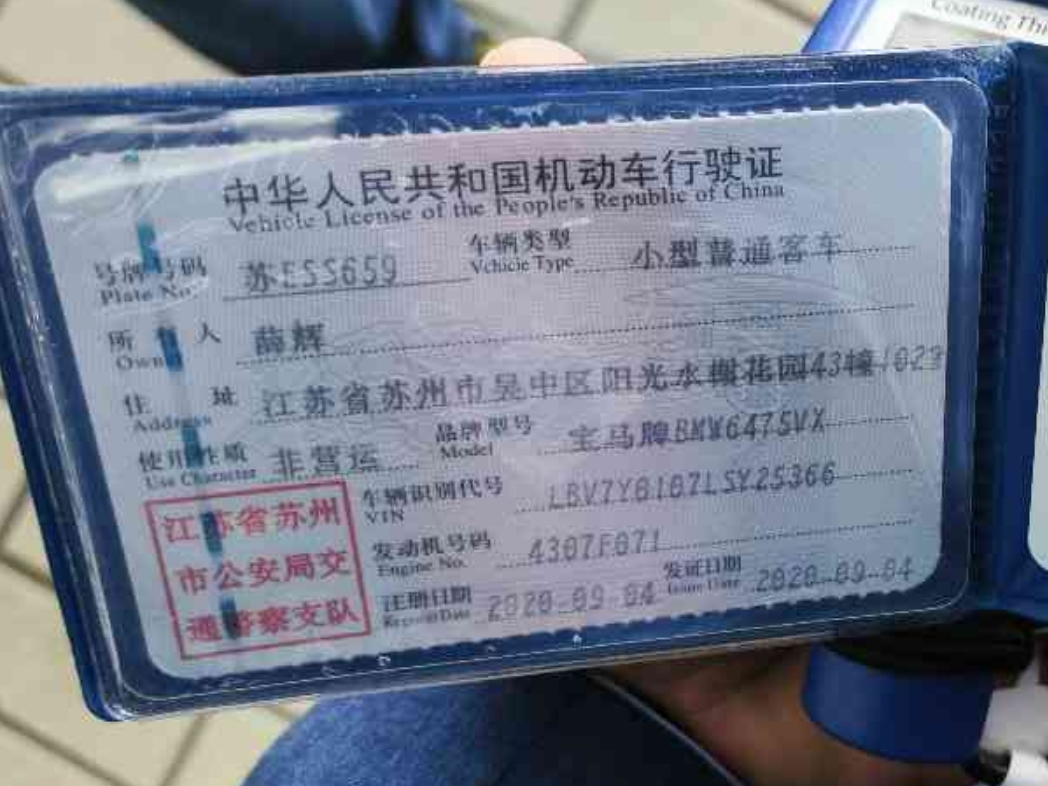 Coating Thi
中华人民共和国机动车行驶证
Vehicle License of the People's Republic of China
号牌号码 苏E5S659 车辆类型 小型普通客车
Plate No. Vehicle Type
所有人 薛辉
Owner
住址 江苏省苏州市吴中区阳光水榭花园43幢1023
Address
使用性质 非营运 品牌型号 宝马牌BMW6475VX
Use Character Model
车辆识别代号 LBV7Y0107LSY25366
VIN
发动机号码 4307F071
Engine No.
注册日期 2020-09-04 发证日期 2020-09-04
Register Date Issue Date
江苏省苏州
市公安局交
通警察支队